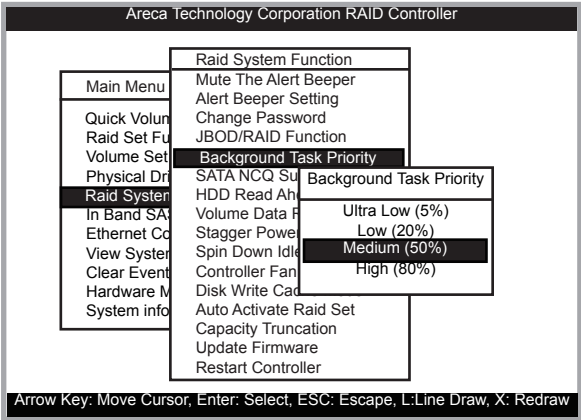 Areca Technology Corporation RAID Controller
Main Menu
Quick Volum
Raid Set Fu
Volume Set
Physical Dri
Raid System
In Band SA
Ethernet Co
View System
Clear Event
Hardware M
System info
Raid System Function
Mute The Alert Beeper
Alert Beeper Setting
Change Password
JBOD/RAID Function
Background Task Priority
SATA NCQ Su
HDD Read Ah
Volume Data
Stagger Power
Spin Down Idle
Controller Fan
Disk Write
Auto Activate Raid Set
Capacity Truncation
Update Firmware
Restart Controller
Background Task Priority
Ultra Low (5%)
Low (20%)
Medium (50%)
High (80%)
Arrow Key: Move Cursor, Enter: Select, ESC: Escape, L:Line Draw, X: Redraw